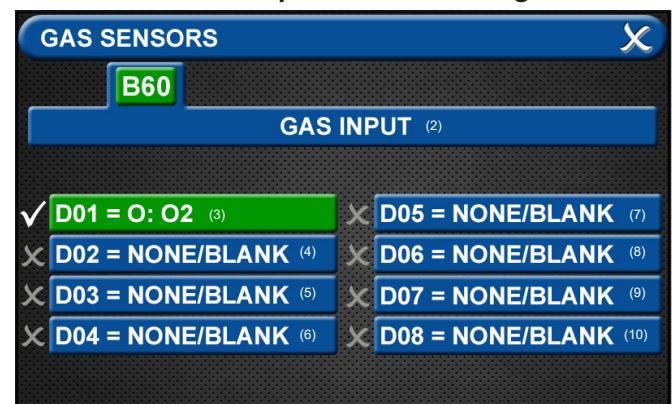 GAS SENSORS
B60
GAS INPUT (2)
D01 = O: O2 (3)
D02 = NONE/BLANK (4)
D03 = NONE/BLANK (5)
D04 = NONE/BLANK (6)
D05 = NONE/BLANK (7)
D06 = NONE/BLANK (8)
D07 = NONE/BLANK (9)
D08 = NONE/BLANK (10)